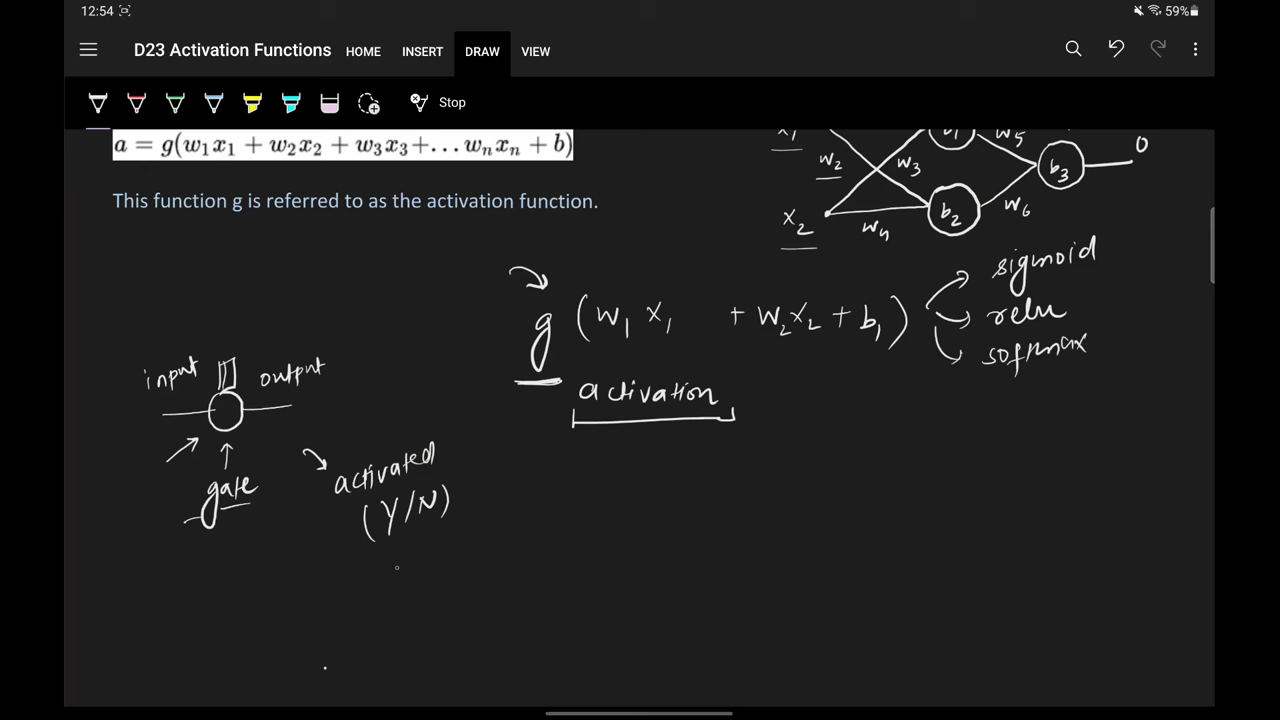 12:54
59%
D23 Activation Functions HOME INSERT DRAW VIEW
Stop
a = g(w₁x₁ + w₂x₂ + w₃x₃+… wₙxₙ + b)
This function g is referred to as the activation function.
w₅
w₂ w₃ b₃ 0
x₂ w₄ b₂ w₆
g (w₁ x₁ + w₂x₂ + b₁)
sigmoid
relu
softmax
activation
input output
gate
activated
(Y/N)